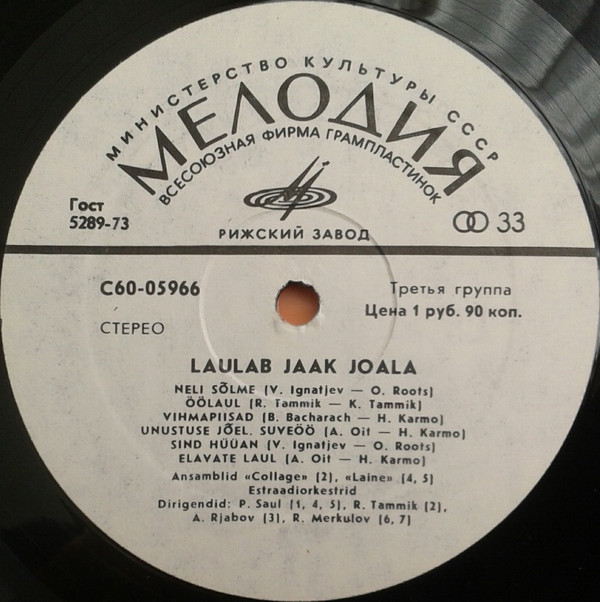 МИНИСТЕРСТВО КУЛЬТУРЫ СССР
МЕЛОДИЯ
ВСЕСОЮЗНАЯ ФИРМА ГРАМПЛАСТИНОК
Гост
5289-73
33
РИЖСКИЙ ЗАВОД
С60-05966
Третья группа
Цена 1 руб. 90 коп.
СТЕРЕО
LAULAB JAAK JOALA
NELI SÕLME (V. Ignatjev — O. Roots)
ÖÖLAUL (R. Tammik — K. Tammik)
VIHMAPIISAD (B. Bacharach — H. Karmo)
UNUSTUSE JÕEL, SUVEÖÖ (A. Oit — H. Karmo)
SIND HÜÜAN (V. Ignatjev — O. Roots)
ELAVATE LAUL (A. Oit — H. Karmo)
Ansamblid «Collage» (2), «Laine» (4, 5)
Estraadiorkestrid
Dirigendid: P. Saul (1, 4, 5), R. Tammik (2),
A. Rjabov (3), R. Merkulov (6, 7)